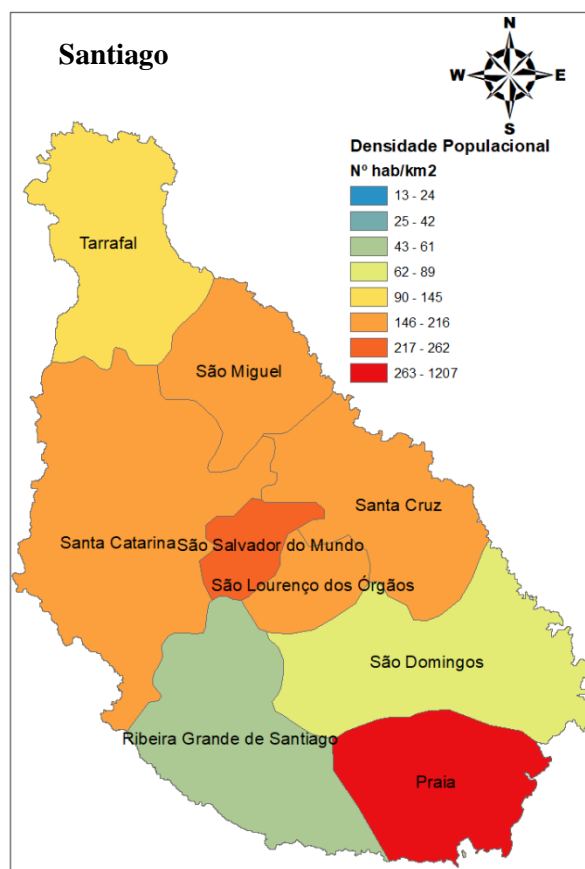 Santiago
N
W E
S
Densidade Populacional
Nº hab/km2
13 - 24
25 - 42
43 - 61
62 - 89
90 - 145
146 - 216
217 - 262
263 - 1207
Tarrafal
São Miguel
Santa Cruz
Santa Catarina
São Salvador do Mundo
São Lourenço dos Órgãos
São Domingos
Ribeira Grande de Santiago
Praia